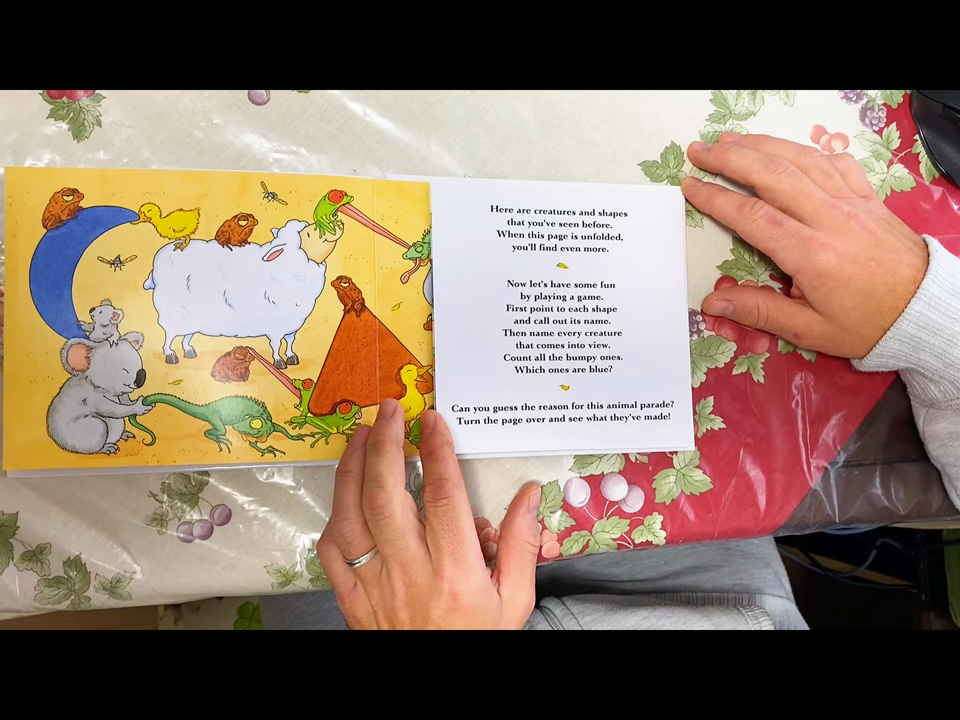 Here are creatures and shapes
that you've seen before.
When this page is unfolded,
you'll find even more.
Now let's have some fun
by playing a game.
First point to each shape
and call out its name.
Then name every creature
that comes into view.
Count all the bumpy ones.
Which ones are blue?
Can you guess the reason for this animal parade?
Turn the page over and see what they've made!